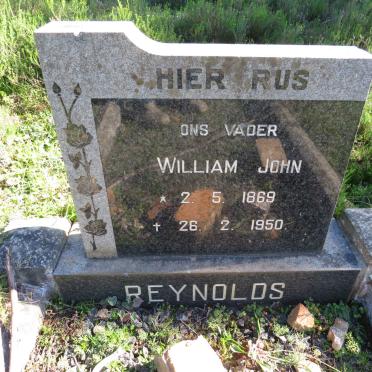 HIER RUS
ONS VADER
WILLIAM JOHN
* 2. 5. 1869
† 26. 2. 1950.
REYNOLDS